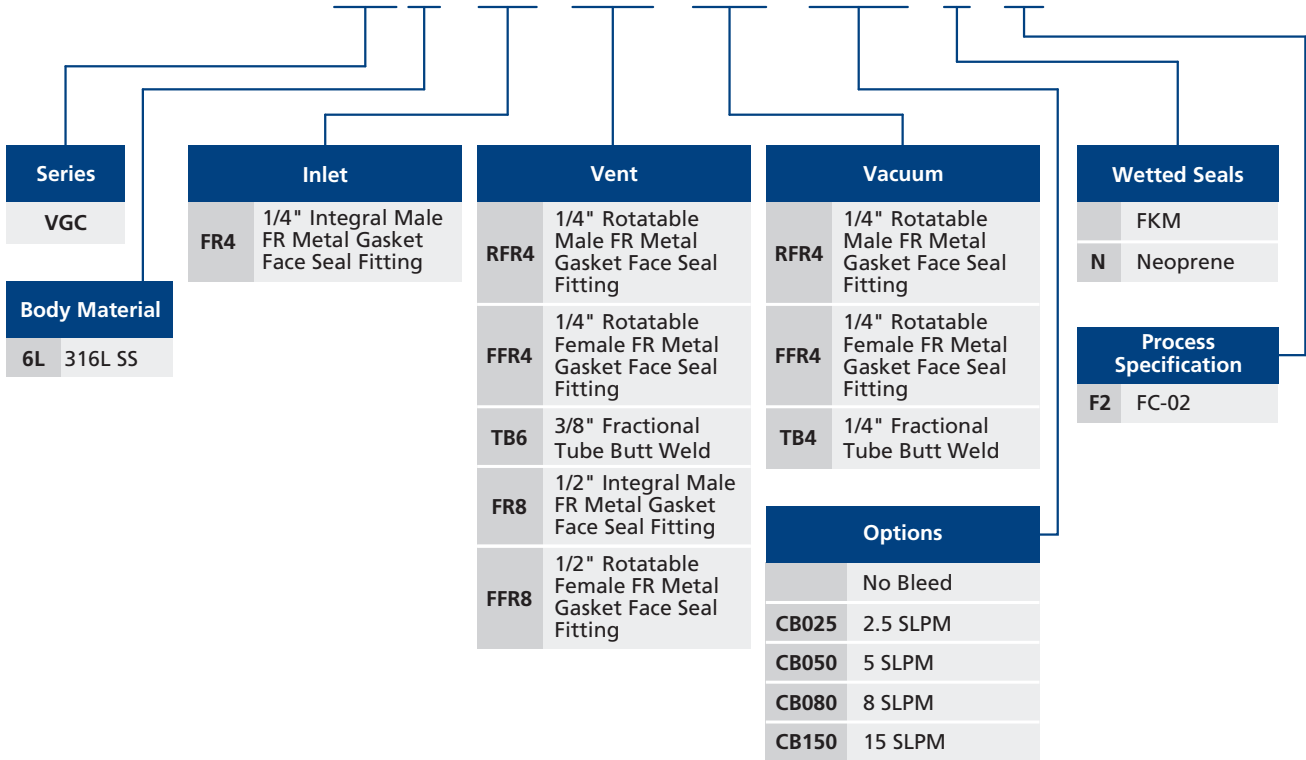 Series
VGC
Body Material
6L 316L SS
Inlet
FR4 1/4" Integral Male
FR Metal Gasket
Face Seal Fitting
Vent
RFR4 1/4" Rotatable
Male FR Metal
Gasket Face Seal
Fitting
FFR4 1/4" Rotatable
Female FR Metal
Gasket Face Seal
Fitting
TB6 3/8" Fractional
Tube Butt Weld
FR8 1/2" Integral Male
FR Metal Gasket
Face Seal Fitting
FFR8 1/2" Rotatable
Female FR Metal
Gasket Face Seal
Fitting
Vacuum
RFR4 1/4" Rotatable
Male FR Metal
Gasket Face Seal
Fitting
FFR4 1/4" Rotatable
Female FR Metal
Gasket Face Seal
Fitting
TB4 1/4" Fractional
Tube Butt Weld
Options
No Bleed
CB025 2.5 SLPM
CB050 5 SLPM
CB080 8 SLPM
CB150 15 SLPM
Wetted Seals
FKM
N Neoprene
Process
Specification
F2 FC-02